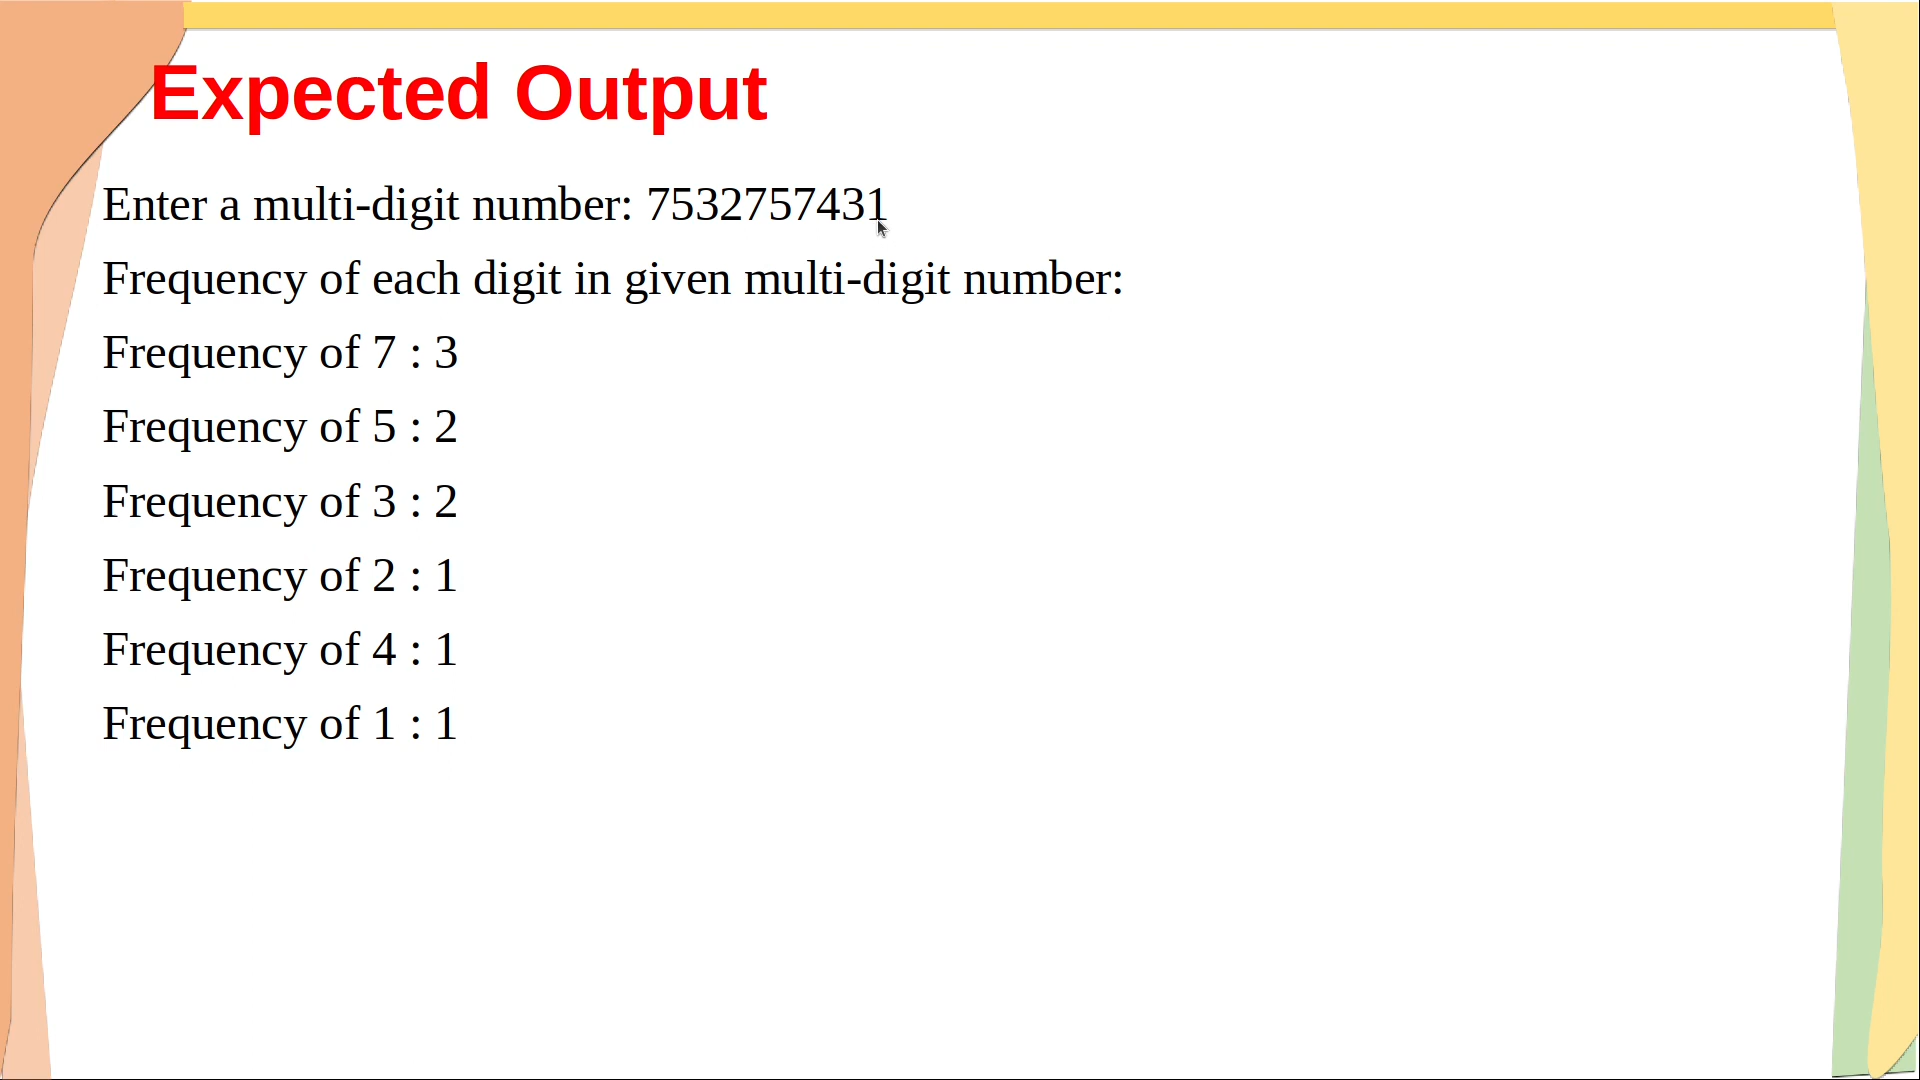 Expected Output
Enter a multi-digit number: 7532757431
Frequency of each digit in given multi-digit number:
Frequency of 7 : 3
Frequency of 5 : 2
Frequency of 3 : 2
Frequency of 2 : 1
Frequency of 4 : 1
Frequency of 1 : 1